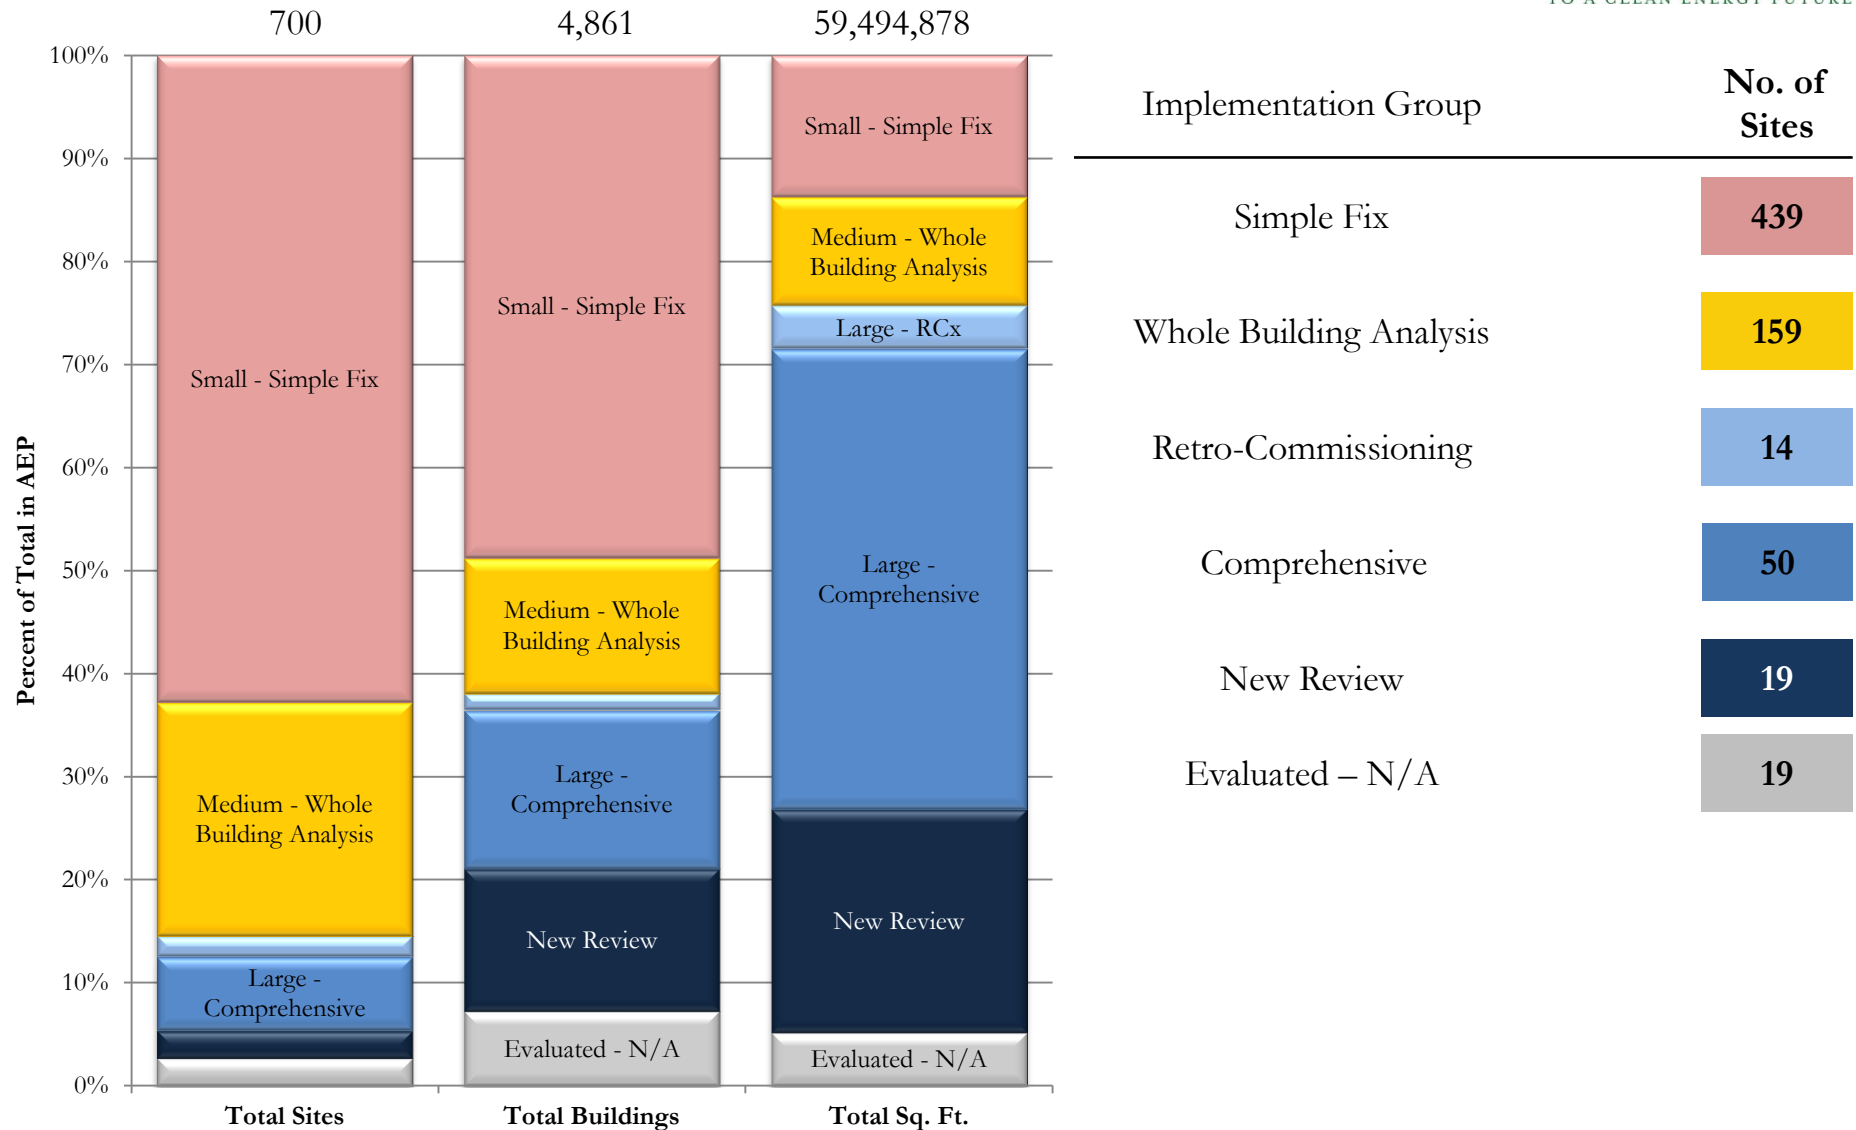 TO A CLEAN ENERGY FUTURE
700
4,861
59,494,878
100%
90%
80%
70%
60%
50%
40%
30%
20%
10%
0%
Percent of Total in AEP
Small - Simple Fix
Medium - Whole
Building Analysis
Large -
Comprehensive
Total Sites
Small - Simple Fix
Medium - Whole
Building Analysis
Large -
Comprehensive
New Review
Evaluated - N/A
Total Buildings
Small - Simple Fix
Medium - Whole
Building Analysis
Large - RCx
Large -
Comprehensive
New Review
Evaluated - N/A
Total Sq. Ft.
Implementation Group
No. of
Sites
Simple Fix
439
Whole Building Analysis
159
Retro-Commissioning
14
Comprehensive
50
New Review
19
Evaluated – N/A
19